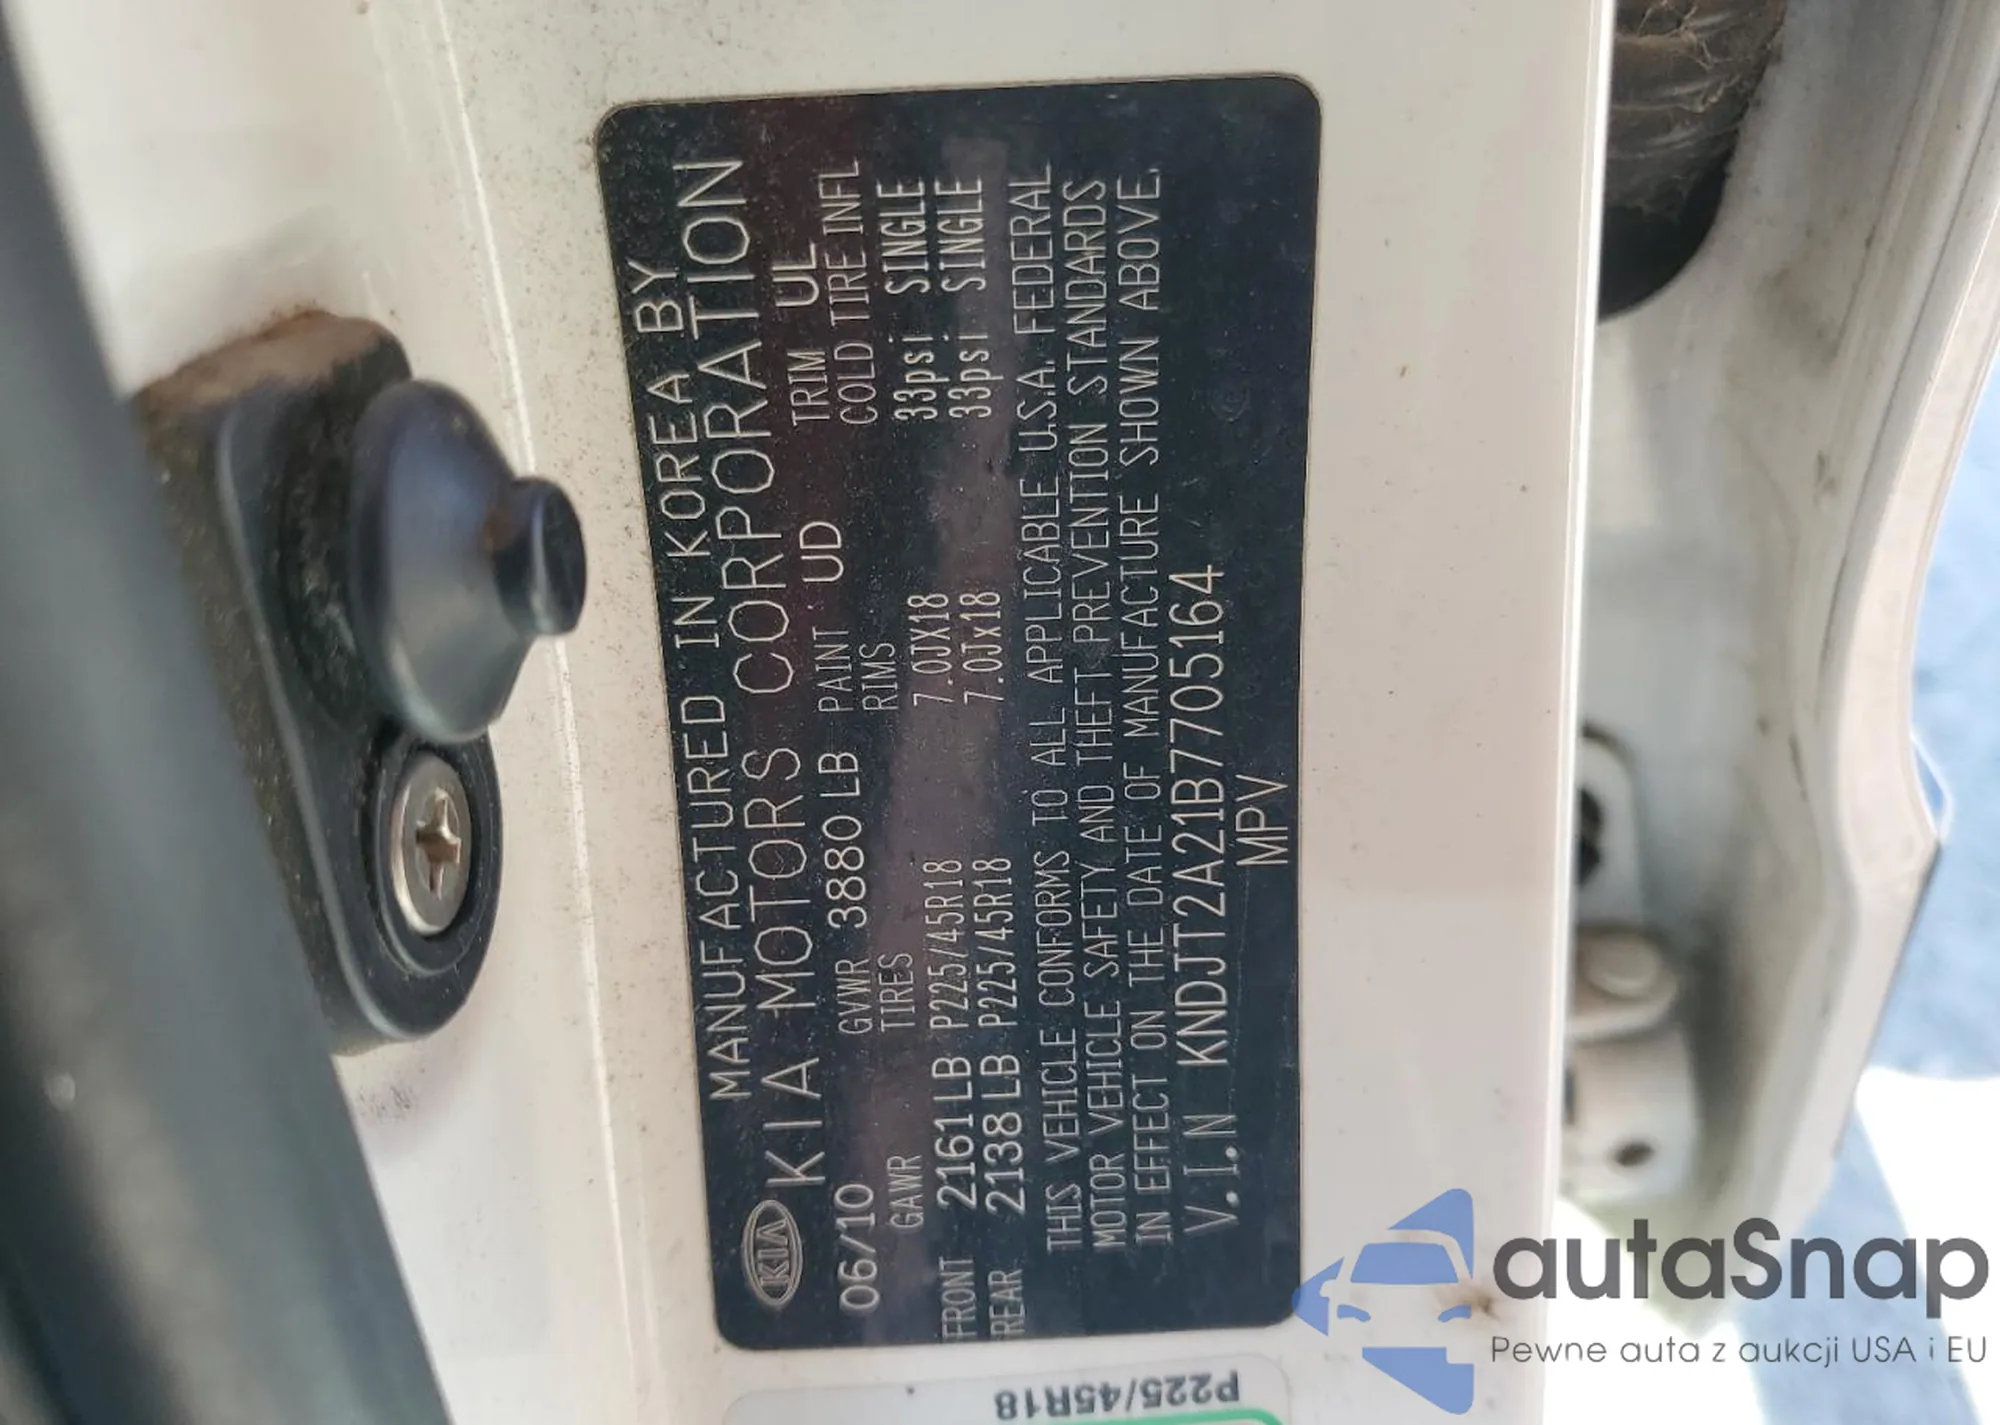 MANUFACTURED IN KOREA BY
KIA KIA MOTORS CORPORATION
06/10 GVWR 3880 LB PAINT UD TRIM UL
GAWR TIRES RIMS COLD TIRE INFL
FRONT 2161 LB P225/45R18 7.0JX18 33psi SINGLE
REAR 2138 LB P225/45R18 7.0Jx18 33psi SINGLE
THIS VEHICLE CONFORMS TO ALL APPLICABLE U.S.A. FEDERAL
MOTOR VEHICLE SAFETY AND THEFT PREVENTION STANDARDS
IN EFFECT ON THE DATE OF MANUFACTURE SHOWN ABOVE.
V.I.N KNDJT2A21B7705164
MPV
P225/45R18
autaSnap
Pewne auta z aukcji USA i EU